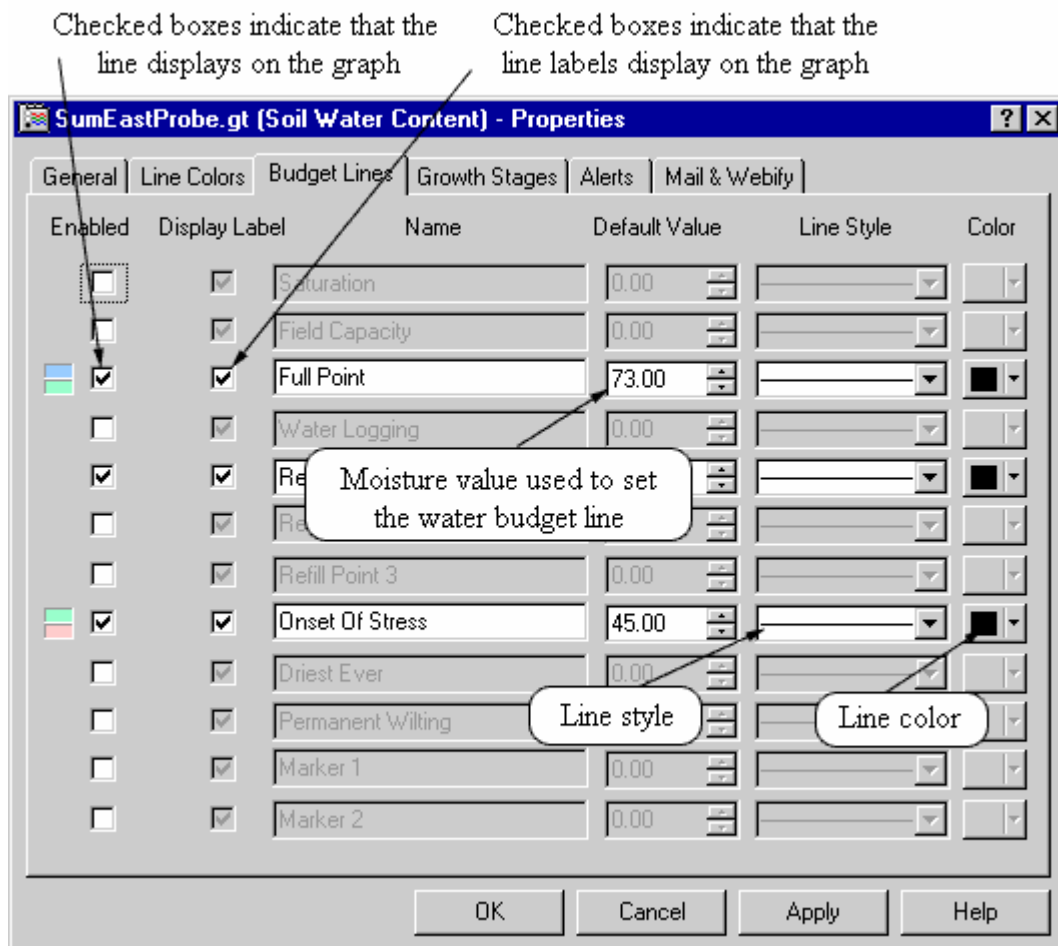 Checked boxes indicate that the
line displays on the graph
Checked boxes indicate that the
line labels display on the graph
SumEastProbe.gt (Soil Water Content) - Properties
General
Line Colors
Budget Lines
Growth Stages
Alerts
Mail & Webify
Enabled
Display Label
Name
Default Value
Line Style
Color
Saturation
0.00
Field Capacity
0.00
Full Point
73.00
Water Logging
0.00
Re
Moisture value used to set
the water budget line
Re
Refill Point 3
0.00
Onset Of Stress
45.00
Driest Ever
0.00
Permanent Wilting
Line style
Line color
Marker 1
0.00
Marker 2
0.00
OK
Cancel
Apply
Help